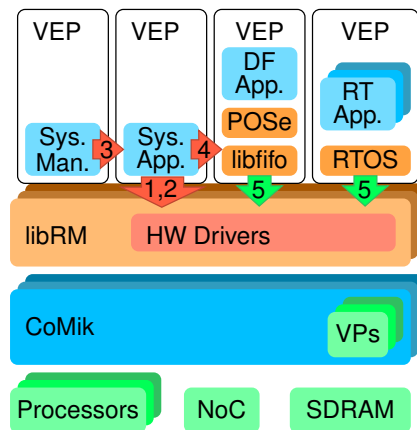 VEP VEP VEP VEP
DF
App.
RT
App.
POSe
Sys.
Man.
3
Sys.
App.
4
libfifo
RTOS
1,2
5
5
libRM
HW Drivers
CoMik
VPs
Processors
NoC
SDRAM